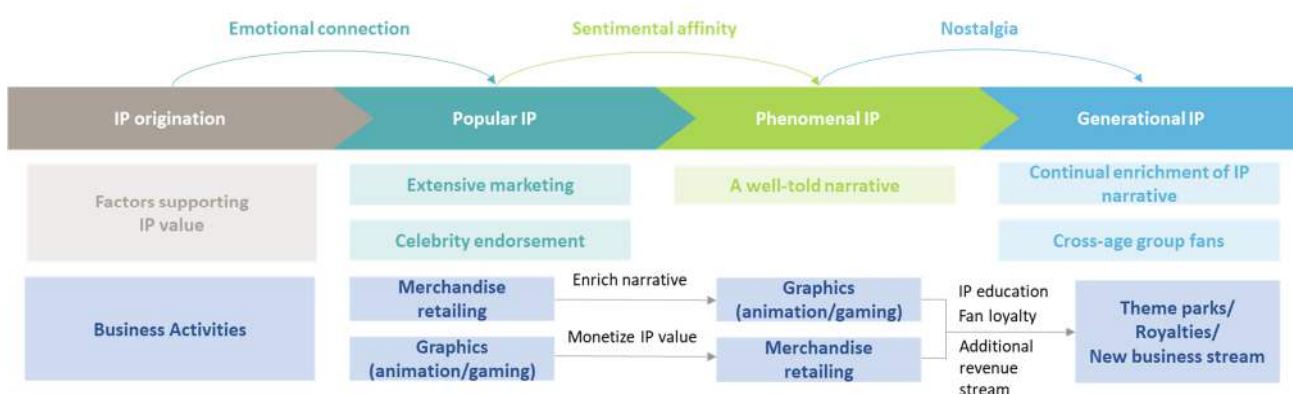 Emotional connection
Sentimental affinity
Nostalgia
IP origination
Popular IP
Phenomenal IP
Generational IP
Factors supporting
IP value
Extensive marketing
A well-told narrative
Continual enrichment of IP
narrative
Celebrity endorsement
Cross-age group fans
Business Activities
Merchandise
retailing
Enrich narrative
Graphics
(animation/gaming)
Graphics
(animation/gaming)
Monetize IP value
Merchandise
retailing
IP education
Fan loyalty
Additional
revenue
stream
Theme parks/
Royalties/
New business stream